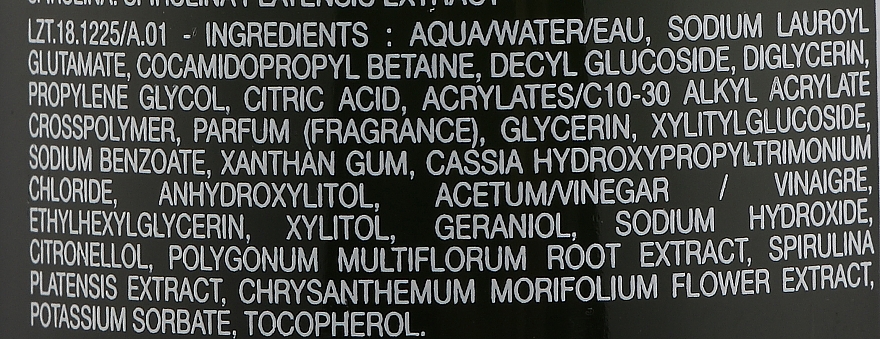 LZT.18.1225/A.01 - INGREDIENTS : AQUA/WATER/EAU, SODIUM LAUROYL
GLUTAMATE, COCAMIDOPROPYL BETAINE, DECYL GLUCOSIDE, DIGLYCERIN,
PROPYLENE GLYCOL, CITRIC ACID, ACRYLATES/C10-30 ALKYL ACRYLATE
CROSSPOLYMER, PARFUM (FRAGRANCE), GLYCERIN, XYLITYLGLUCOSIDE,
SODIUM BENZOATE, XANTHAN GUM, CASSIA HYDROXYPROPYLTRIMONIUM
CHLORIDE, ANHYDROXYLITOL, ACETUM/VINEGAR / VINAIGRE,
ETHYLHEXYLGLYCERIN, XYLITOL, GERANIOL, SODIUM HYDROXIDE,
CITRONELLOL, POLYGONUM MULTIFLORUM ROOT EXTRACT, SPIRULINA
PLATENSIS EXTRACT, CHRYSANTHEMUM MORIFOLIUM FLOWER EXTRACT,
POTASSIUM SORBATE, TOCOPHEROL.